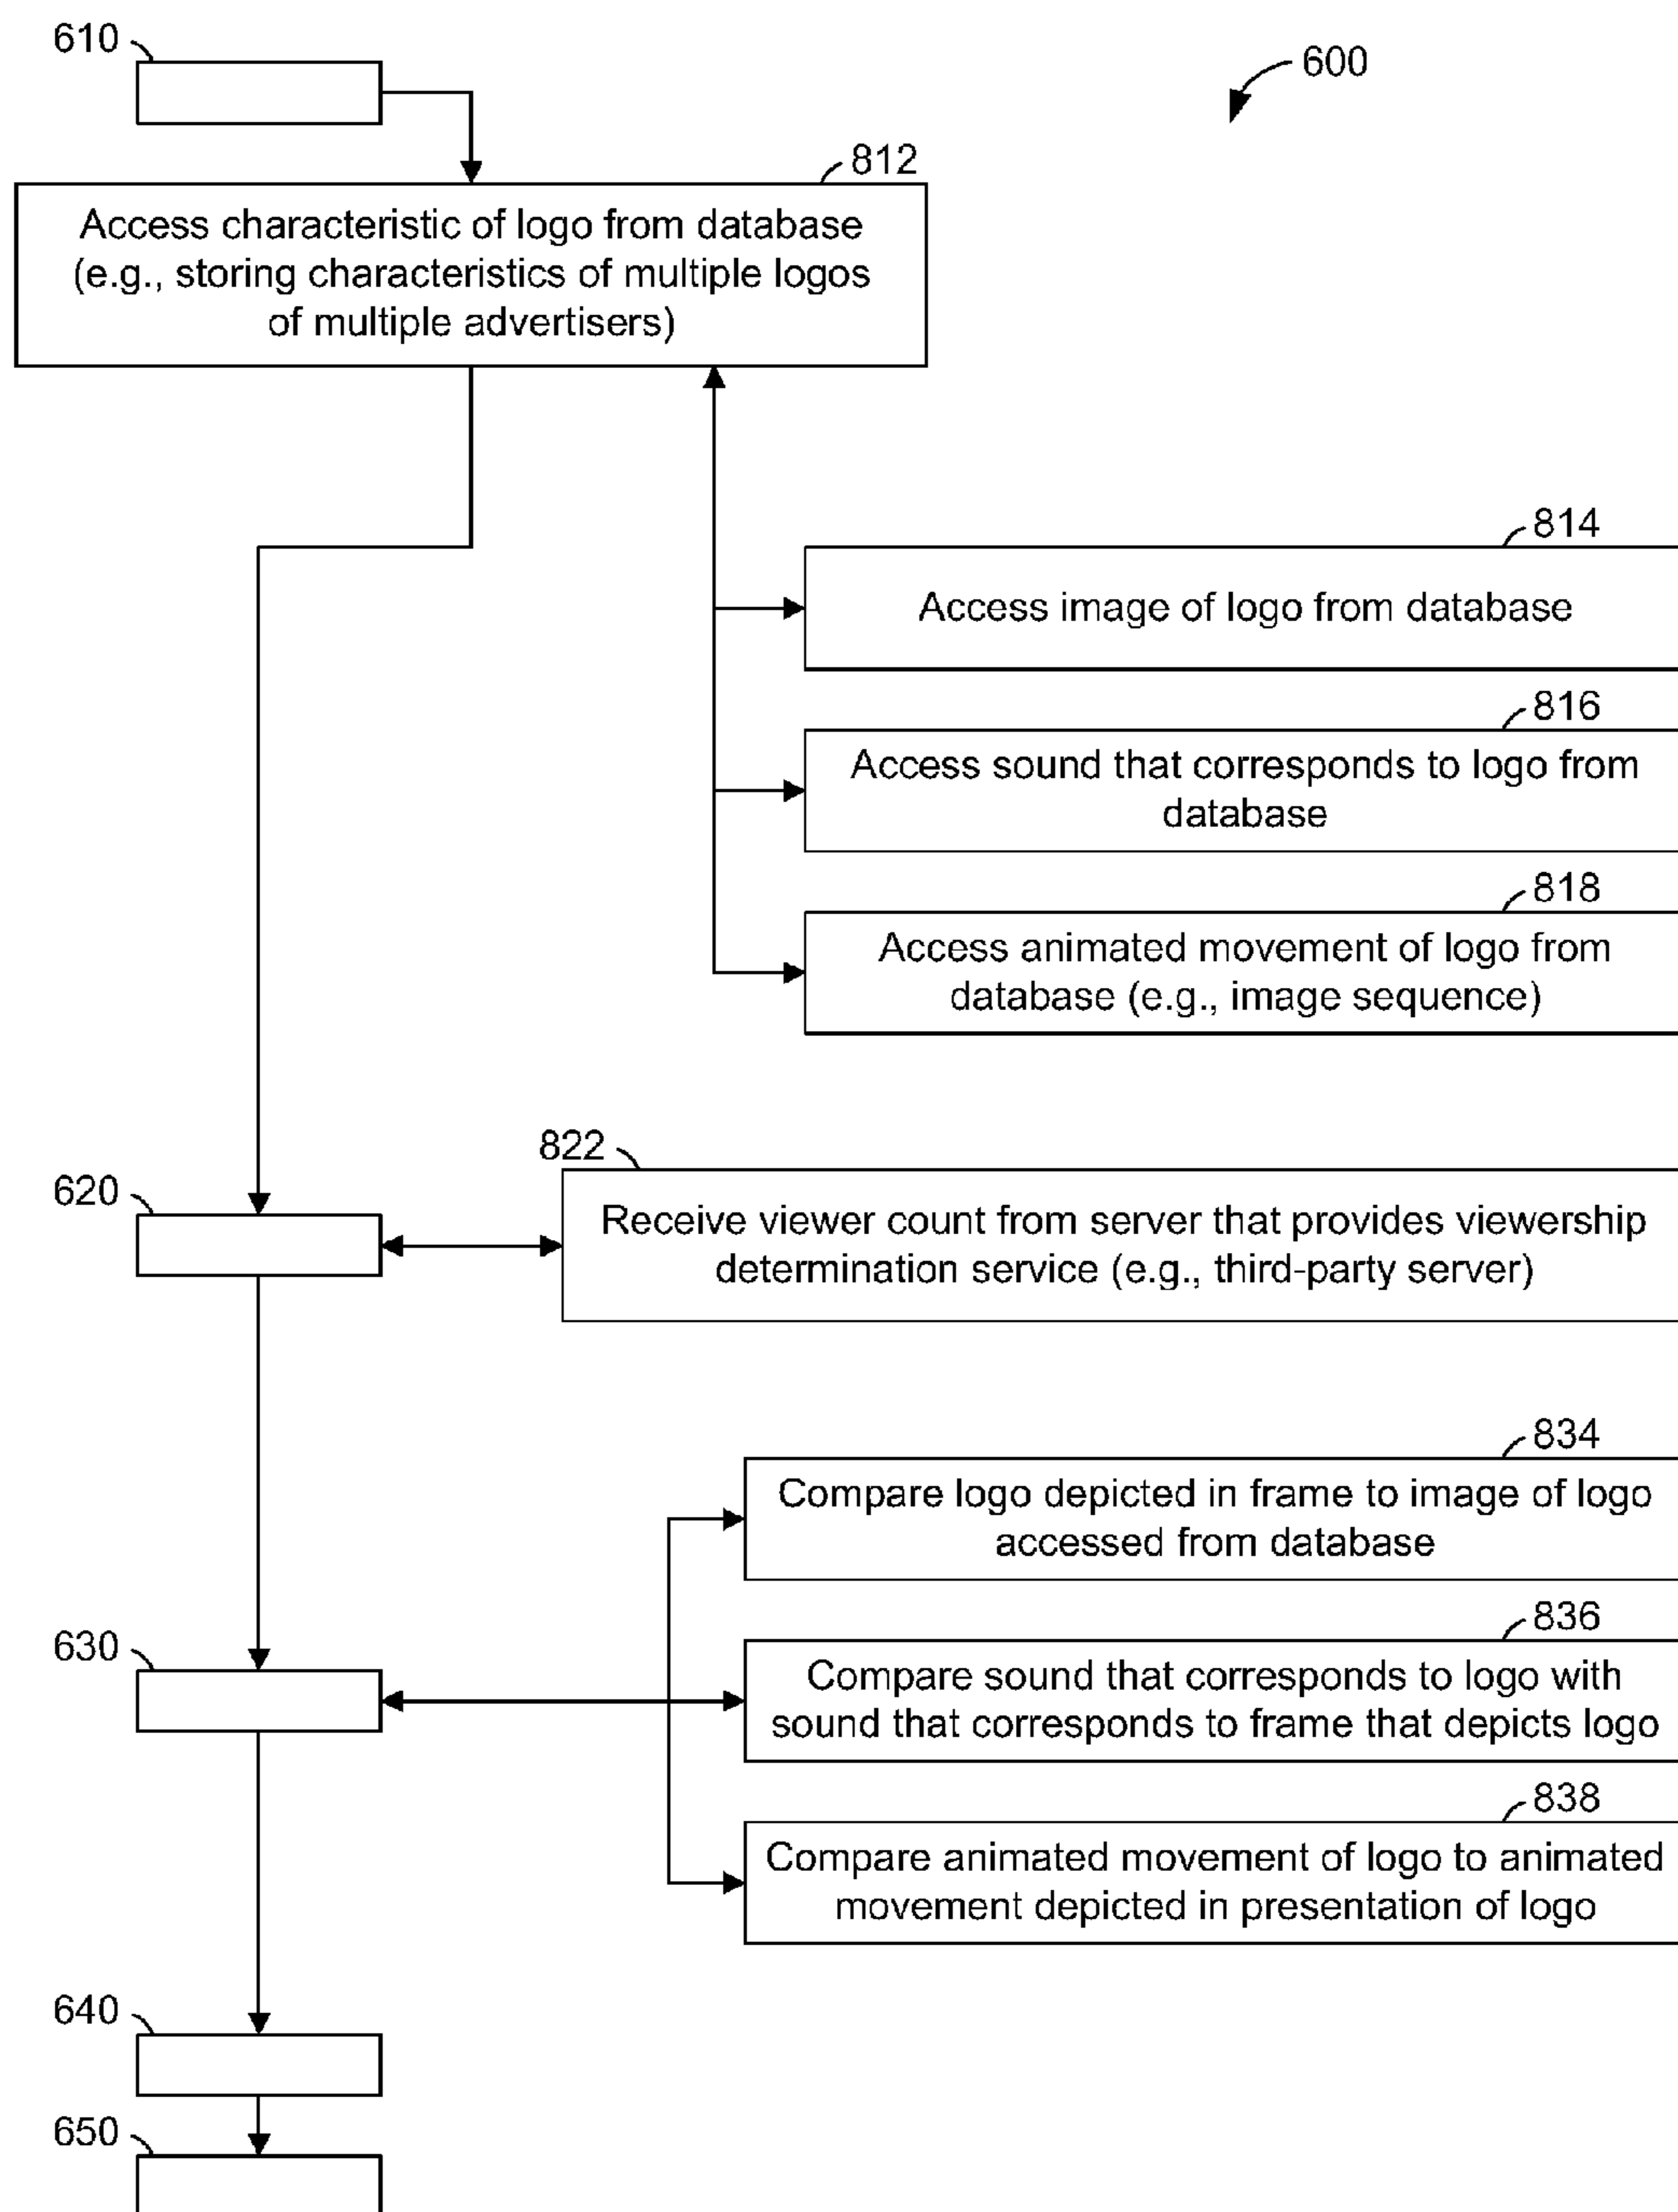 610
600
812
Access characteristic of logo from database
(e.g., storing characteristics of multiple logos
of multiple advertisers)
814
Access image of logo from database
816
Access sound that corresponds to logo from
database
818
Access animated movement of logo from
database (e.g., image sequence)
822
620
Receive viewer count from server that provides viewership
determination service (e.g., third-party server)
834
Compare logo depicted in frame to image of logo
accessed from database
836
630
Compare sound that corresponds to logo with
sound that corresponds to frame that depicts logo
838
Compare animated movement of logo to animated
movement depicted in presentation of logo
640
650